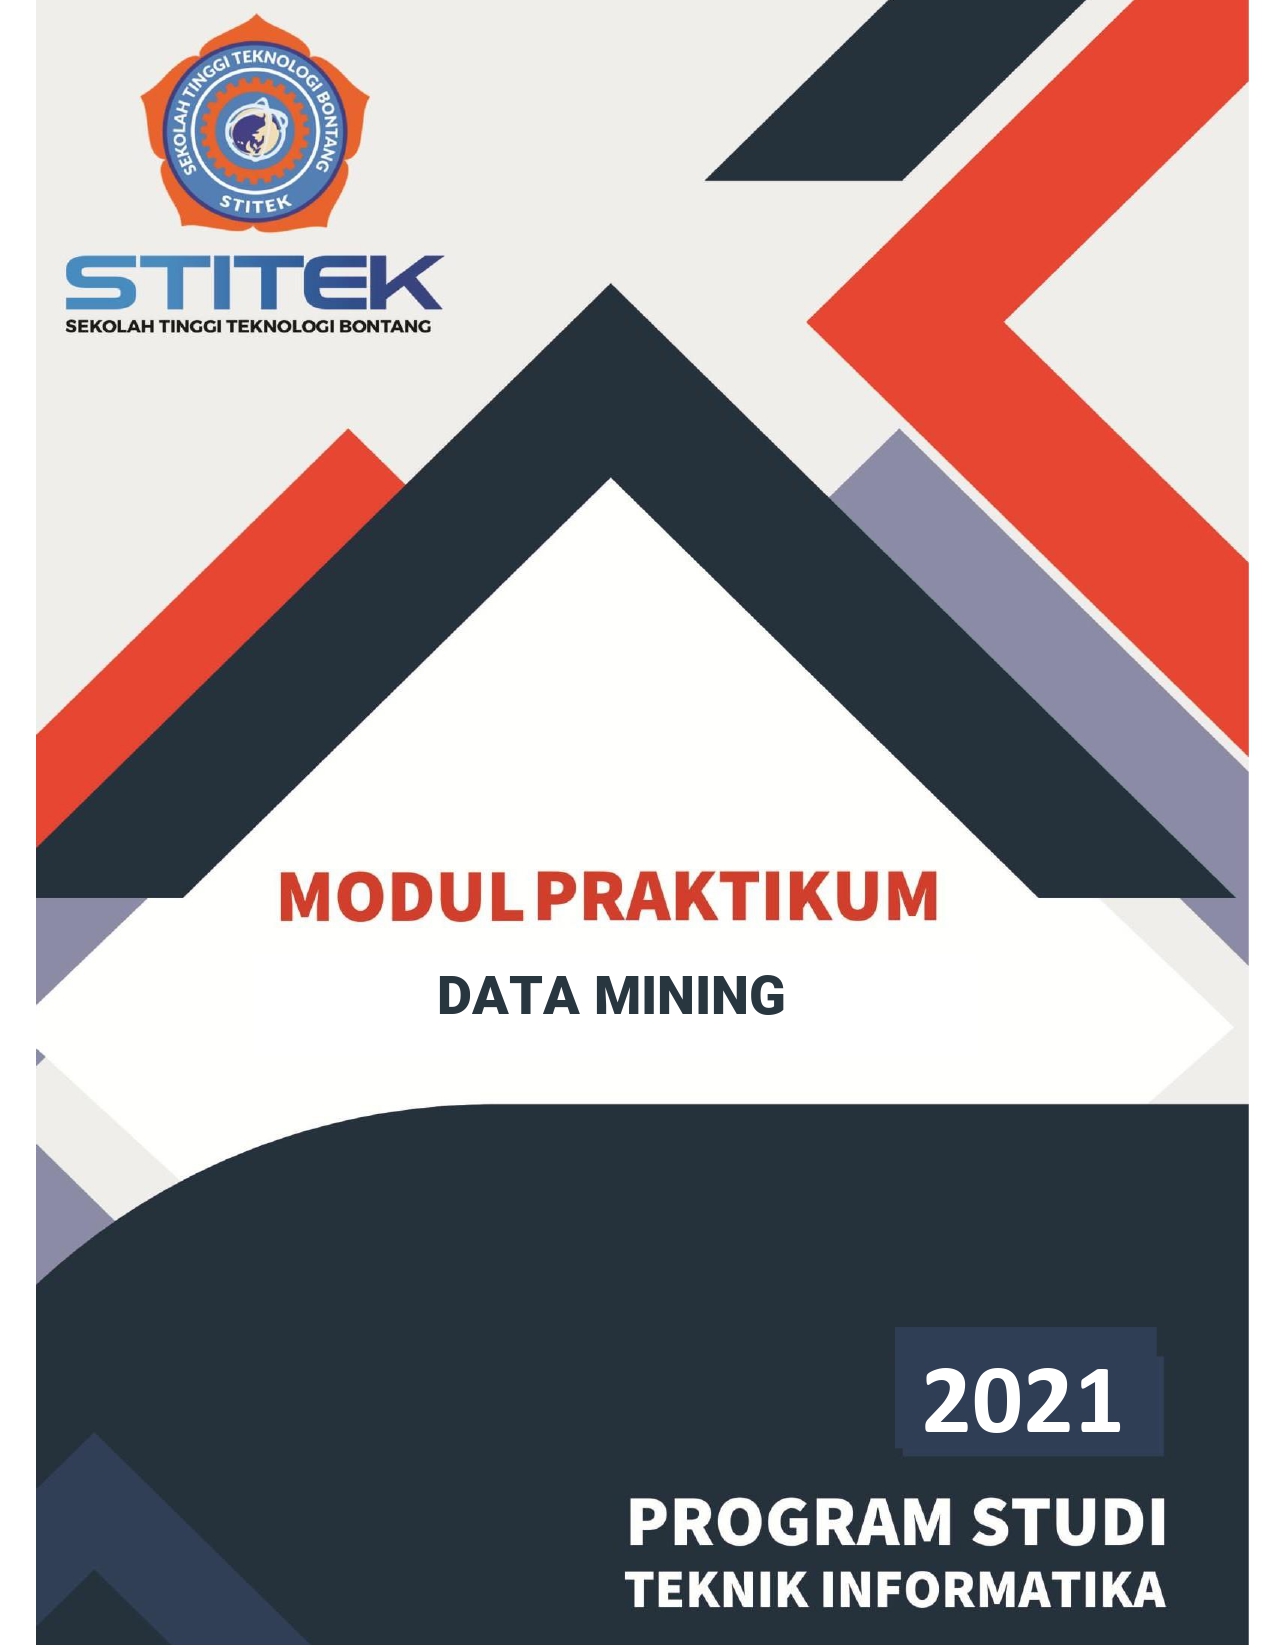 SEKOLAH TINGGI TEKNOLOGI BONTANG
STITEK
STITEK
SEKOLAH TINGGI TEKNOLOGI BONTANG
MODUL PRAKTIKUM
DATA MINING
2021
PROGRAM STUDI
TEKNIK INFORMATIKA